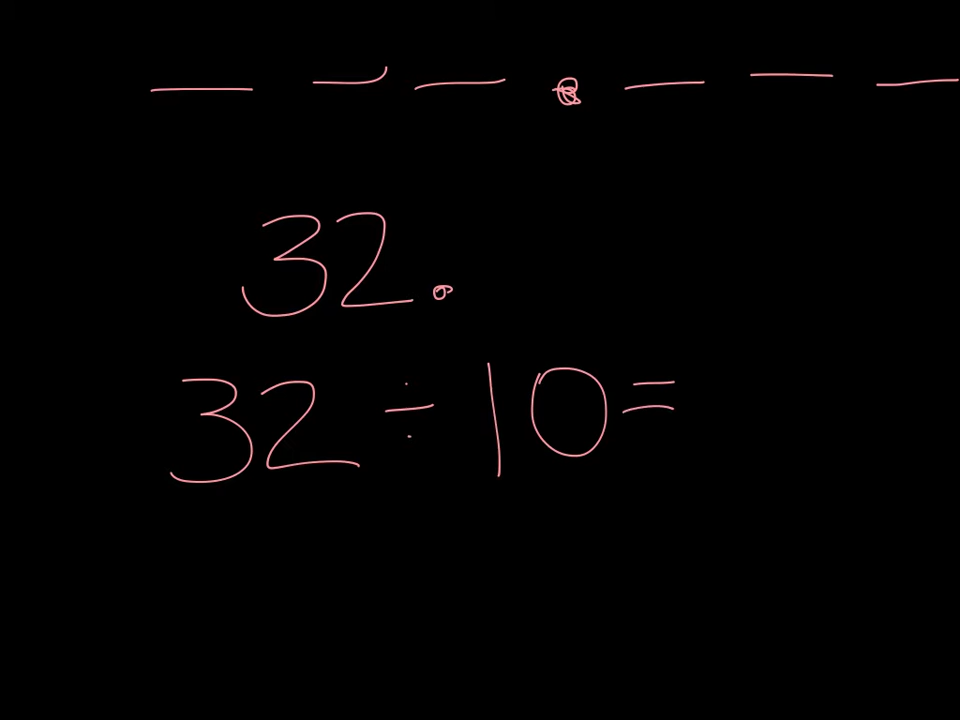 _ _ _ . _ _ _
32.
32 ÷ 10 =